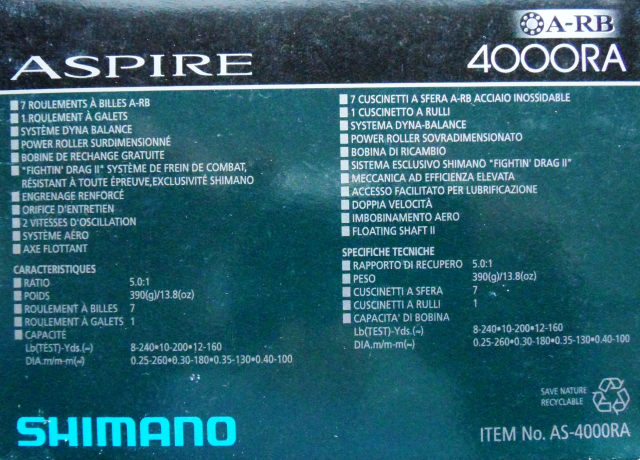 A-RB
ASPIRE 4000RA
7 ROULEMENTS À BILLES A-RB
1.ROULEMENT À GALETS
SYSTÈME DYNA BALANCE
POWER ROLLER SURDIMENSIONNÉ
BOBINE DE RECHANGE GRATUITE
"FIGHTIN' DRAG II" SYSTÈME DE FREIN DE COMBAT,
RÉSISTANT À TOUTE ÉPREUVE,EXCLUSIVITÉ SHIMANO
ENGRENAGE RENFORCÉ
ORIFICE D'ENTRETIEN
2 VITESSES D'OSCILLATION
SYSTÈME AÉRO
AXE FLOTTANT
CARACTERISTIQUES
RATIO 5.0:1
POIDS 390(g)/13.8(oz)
ROULEMENT À BILLES 7
ROULEMENT À GALETS 1
CAPACITÉ
Lb(TEST)-Yds.(~) 8-240•10-200•12-160
DIA.m/m-m(~) 0.25-260•0.30-180•0.35-130•0.40-100
7 CUSCINETTI A SFERA A-RB ACCIAIO INOSSIDABILE
1 CUSCINETTO A RULLI
SYSTEMA DYNA-BALANCE
POWER ROLLER SOVRADIMENSIONATO
BOBINA DI RICAMBIO
SISTEMA ESCLUSIVO SHIMANO "FIGHTIN' DRAG II"
MECCANICA AD EFFICIENZA ELEVATA
ACCESSO FACILITATO PER LUBRIFICAZIONE
DOPPIA VELOCITÀ
IMBOBINAMENTO AERO
FLOATING SHAFT II
SPECIFICHE TECNICHE
RAPPORTO DI RECUPERO 5.0:1
PESO 390(g)/13.8(oz)
CUSCINETTI A SFERA 7
CUSCINETTI A RULLI 1
CAPACITA' DI BOBINA
Lb(TEST)-Yds.(~) 8-240•10-200•12-160
DIA.m/m-m(~) 0.25-260•0.30-180•0.35-130•0.40-100
SAVE NATURE
RECYCLABLE
SHIMANO
ITEM No. AS-4000RA